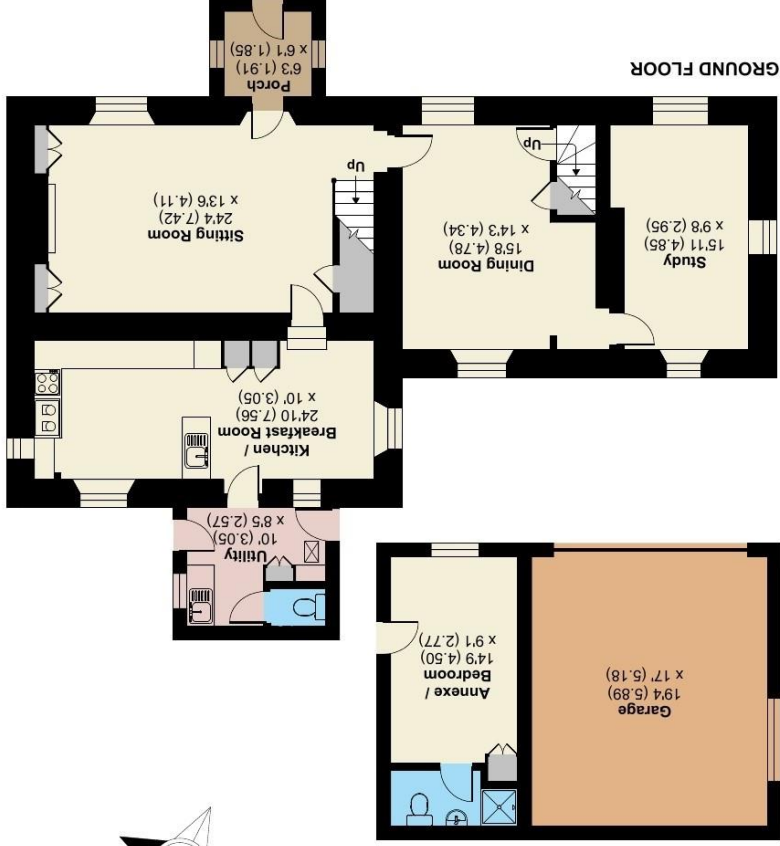 Garage
19'4 (5.89)
x 17' (5.18)
Annexe /
Bedroom
14'9 (4.50)
x 9'1 (2.77)
Utility
10' (3.05)
x 8'5 (2.57)
Kitchen /
Breakfast Room
24'10 (7.56)
x 10' (3.05)
Study
15'11 (4.85)
x 9'8 (2.95)
Dining Room
15'8 (4.78)
x 14'3 (4.34)
Up
Sitting Room
24'4 (7.42)
x 13'6 (4.11)
Up
Porch
6'3 (1.91)
x 6'1 (1.85)
GROUND FLOOR